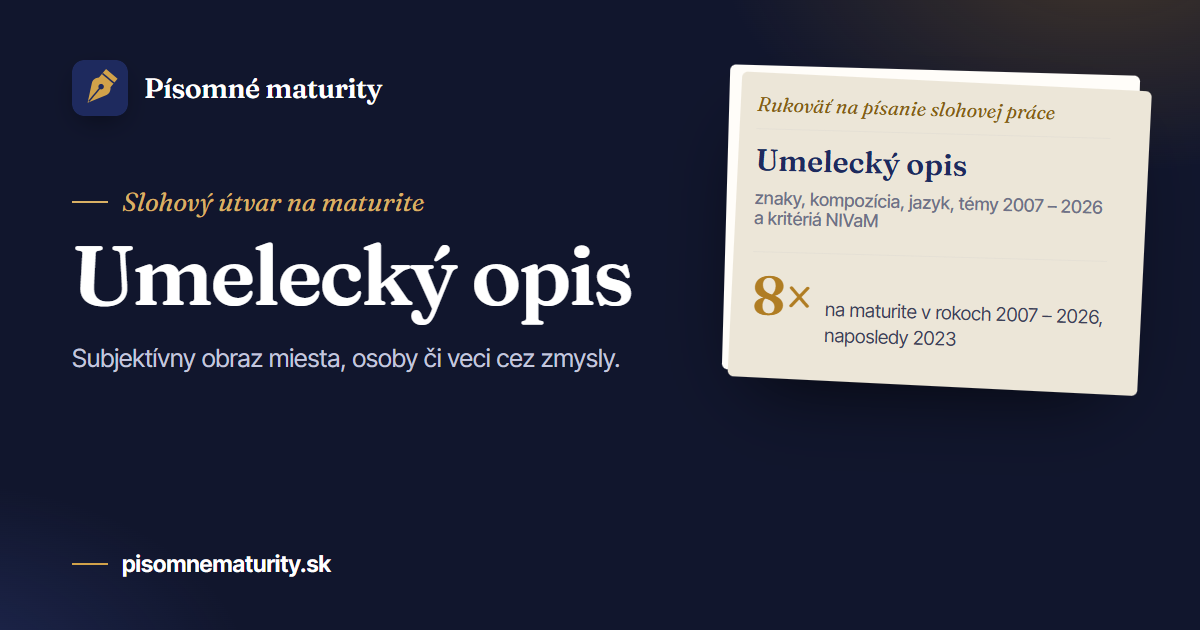 Písomné maturity
Slohový útvar na maturite
Umelecký opis
Subjektívny obraz miesta, osoby či veci cez zmysly.
pisomnematurity.sk
Rukoväť na písanie slohovej práce
Umelecký opis
znaky, kompozícia, jazyk, témy 2007 – 2026
a kritériá NIVaM
8×
na maturite v rokoch 2007 – 2026,
naposledy 2023